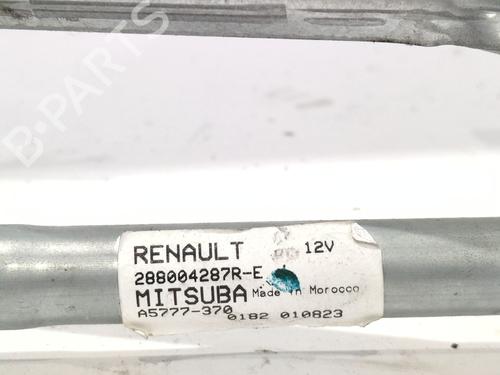 B-PARTS
RENAULT 12V
288004287R-E
MITSUBA Made in Morocco
A5777-370
0182 010823